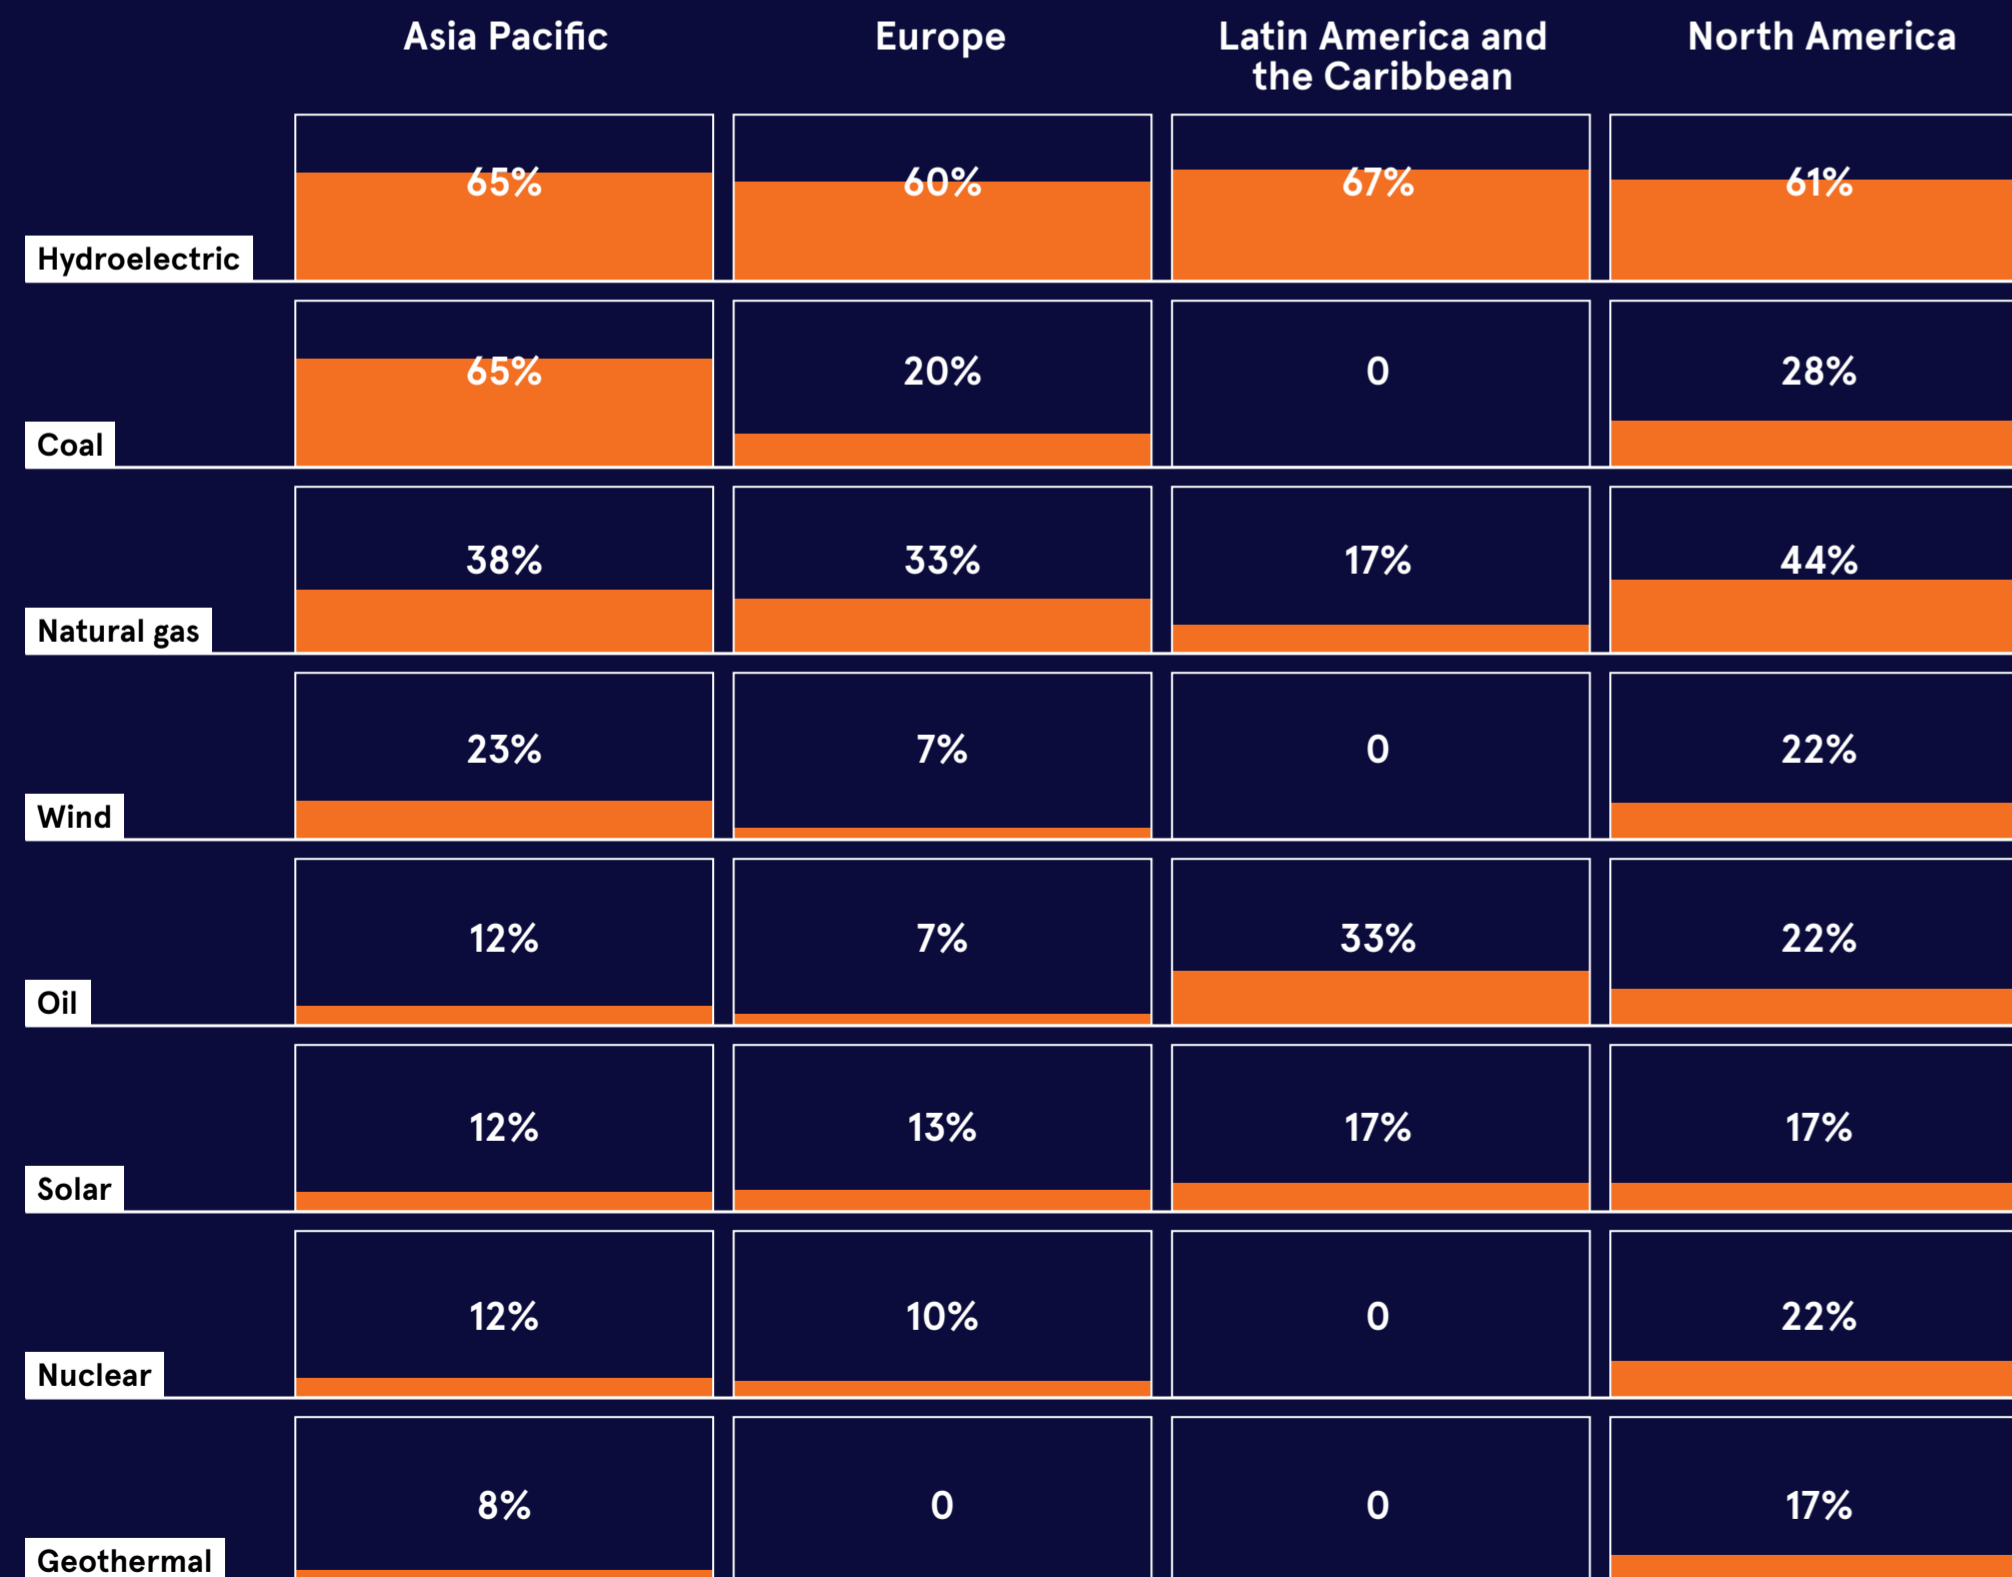 Asia Pacific
Europe
Latin America and
the Caribbean
North America
65%
60%
67%
61%
Hydroelectric
65%
20%
0
28%
Coal
38%
33%
17%
44%
Natural gas
23%
7%
0
22%
Wind
12%
7%
33%
22%
Oil
12%
13%
17%
17%
Solar
12%
10%
0
22%
Nuclear
8%
0
0
17%
Geothermal